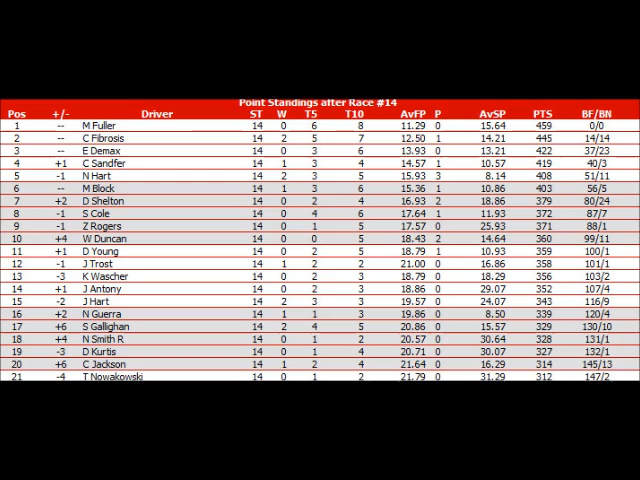 Point Standings after Race #14
Pos +/- Driver ST W T5 T10 AvFP P AvSP PTS BF/BN
1 -- M Fuller 14 0 6 8 11.29 0 15.64 459 0/0
2 -- C Fibrosis 14 2 5 7 12.50 1 14.21 445 14/14
3 -- E Demax 14 0 3 6 13.93 0 13.21 422 37/23
4 +1 C Sandfer 14 1 3 4 14.57 1 10.57 419 40/3
5 -1 N Hart 14 2 3 5 15.93 3 8.14 408 51/11
6 -- M Block 14 1 3 6 15.36 1 10.86 403 56/5
7 +2 D Shelton 14 0 2 4 16.93 2 18.86 379 80/24
8 -1 S Cole 14 0 4 6 17.64 1 11.93 372 87/7
9 -1 Z Rogers 14 0 1 5 17.57 0 25.93 371 88/1
10 +4 W Duncan 14 0 0 5 18.43 2 14.64 360 99/11
11 +1 D Young 14 0 2 5 18.79 1 10.93 359 100/1
12 -1 J Trost 14 1 2 2 21.00 0 16.86 358 101/1
13 -3 K Wascher 14 0 2 3 18.79 0 18.29 356 103/2
14 +1 J Antony 14 0 2 4 18.86 0 29.07 352 107/4
15 -2 J Hart 14 2 3 3 19.57 0 24.07 343 116/9
16 +2 N Guerra 14 1 1 3 19.86 0 8.50 339 120/4
17 +6 S Gallighan 14 2 4 5 20.86 0 15.57 329 130/10
18 +4 N Smith R 14 0 1 2 20.57 0 30.64 328 131/1
19 -3 D Kurtis 14 0 1 4 20.71 0 30.07 327 132/1
20 +6 C Jackson 14 1 2 4 21.64 0 16.29 314 145/13
21 -4 T Nowakowski 14 0 1 2 21.79 0 31.29 312 147/2